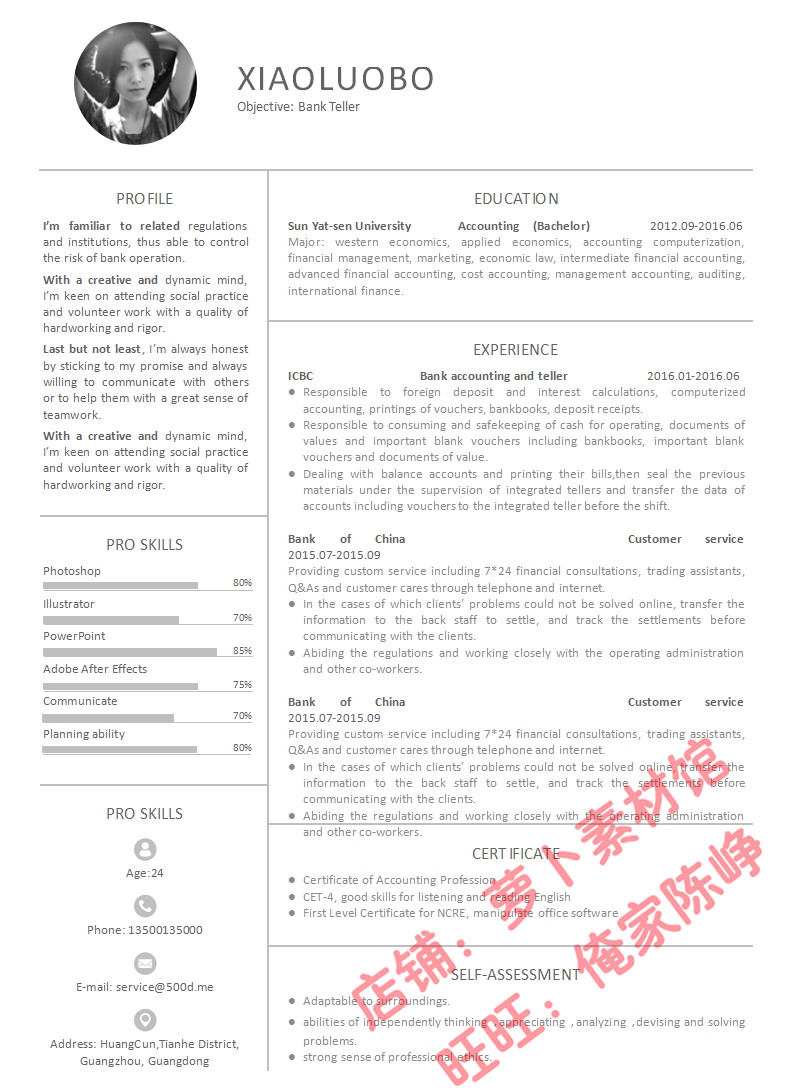 XIAOLUOBO
Objective: Bank Teller
PROFILE
I'm familiar to related regulations
and institutions, thus able to control
the risk of bank operation.
With a creative and dynamic mind,
I'm keen on attending social practice
and volunteer work with a quality of
hardworking and rigor.
Last but not least, I'm always honest
by sticking to my promise and always
willing to communicate with others
or to help them with a great sense of
teamwork.
With a creative and dynamic mind,
I'm keen on attending social practice
and volunteer work with a quality of
hardworking and rigor.
PRO SKILLS
Photoshop
80%
Illustrator
70%
PowerPoint
85%
Adobe After Effects
75%
Communicate
70%
Planning ability
80%
PRO SKILLS
Age:24
Phone: 13500135000
E-mail: service@500d.me
Address: HuangCun,Tianhe District,
Guangzhou, Guangdong
EDUCATION
Sun Yat-sen University Accounting (Bachelor) 2012.09-2016.06
Major: western economics, applied economics, accounting computerization,
financial management, marketing, economic law, intermediate financial accounting,
advanced financial accounting, cost accounting, management accounting, auditing,
international finance.
EXPERIENCE
ICBC Bank accounting and teller 2016.01-2016.06
● Responsible to foreign deposit and interest calculations, computerized
accounting, printings of vouchers, bankbooks, deposit receipts.
● Responsible to consuming and safekeeping of cash for operating, documents of
values and important blank vouchers including bankbooks, important blank
vouchers and documents of value.
● Dealing with balance accounts and printing their bills,then seal the previous
materials under the supervision of integrated tellers and transfer the data of
accounts including vouchers to the integrated teller before the shift.
Bank of China Customer service
2015.07-2015.09
Providing custom service including 7*24 financial consultations, trading assistants,
Q&As and customer cares through telephone and internet.
● In the cases of which clients' problems could not be solved online, transfer the
information to the back staff to settle, and track the settlements before
communicating with the clients.
● Abiding the regulations and working closely with the operating administration
and other co-workers.
Bank of China Customer service
2015.07-2015.09
Providing custom service including 7*24 financial consultations, trading assistants,
Q&As and customer cares through telephone and internet.
● In the cases of which clients' problems could not be solved online, transfer the
information to the back staff to settle, and track the settlements before
communicating with the clients.
● Abiding the regulations and working closely with the operating administration
and other co-workers.
CERTIFICATE
● Certificate of Accounting Profession
● CET-4, good skills for listening and reading English
● First Level Certificate for NCRE, manipulate office software
SELF-ASSESSMENT
● Adaptable to surroundings.
● abilities of independently thinking ,appreciating ,analyzing ,devising and solving
problems.
● strong sense of professional ethics.
店铺：萝卜素材馆
旺旺：俺家陈峥